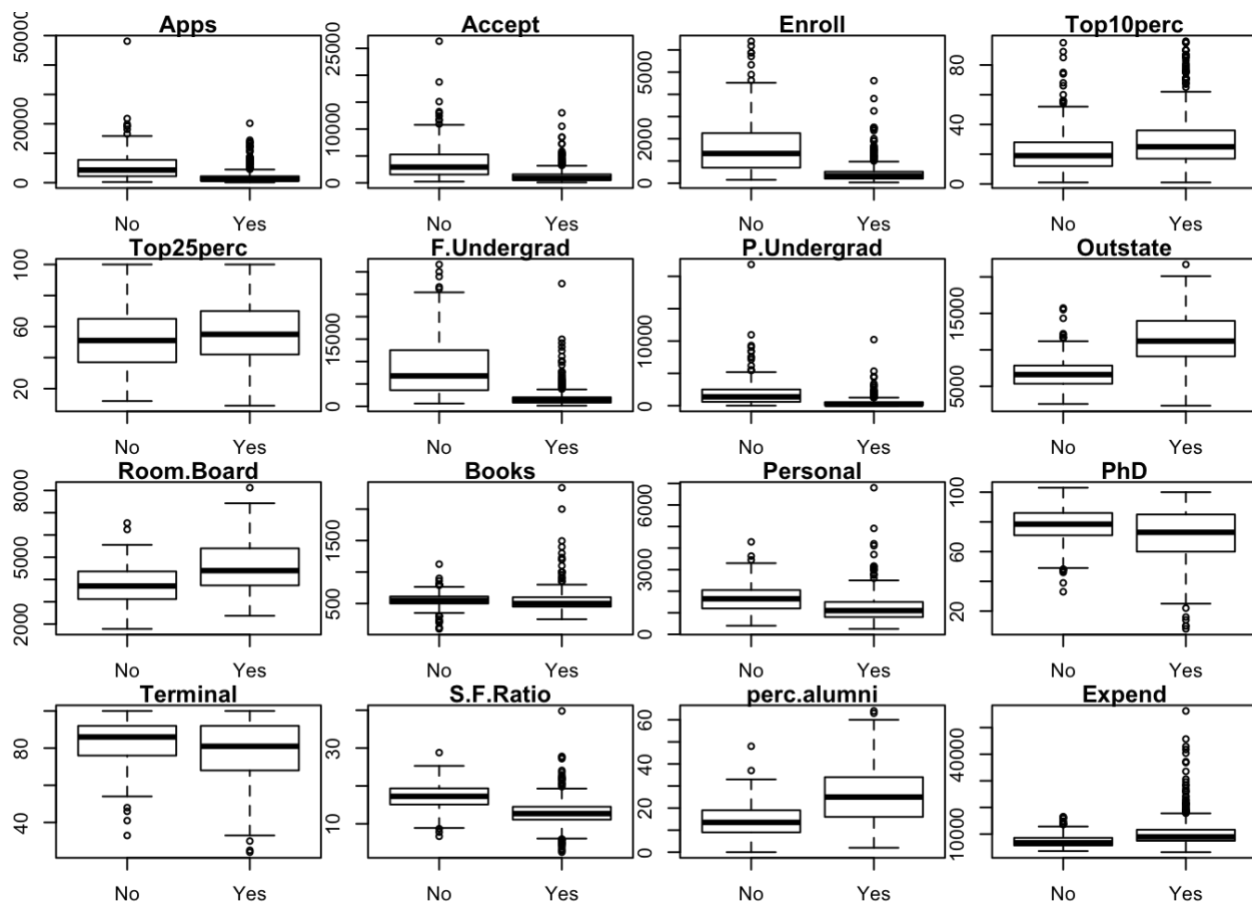 Apps Accept Enroll Top10perc
0 10000 20000 50000
0 5000 15000 25000
0 2000 5000
0 40 80
No Yes No Yes No Yes No Yes
Top25perc F.Undergrad P.Undergrad Outstate
20 60 100
0 15000
0 10000
5000 15000
No Yes No Yes No Yes No Yes
Room.Board Books Personal PhD
2000 5000 8000
500 1500
0 3000 6000
20 60 100
No Yes No Yes No Yes No Yes
Terminal S.F.Ratio perc.alumni Expend
40 80
10 30
0 20 40 60
10000 40000
No Yes No Yes No Yes No Yes